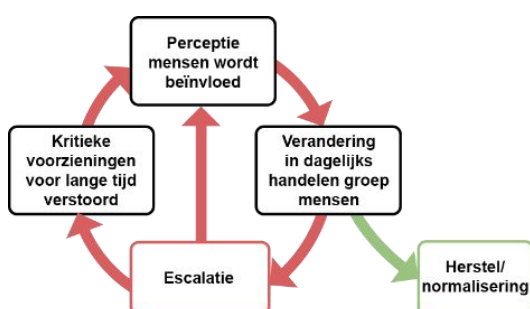 Perceptie
mensen wordt
beïnvloed
Kritieke
voorzieningen
voor lange tijd
verstoord
Verandering
in dagelijks
handelen groep
mensen
Escalatie
Herstel/
normalisering